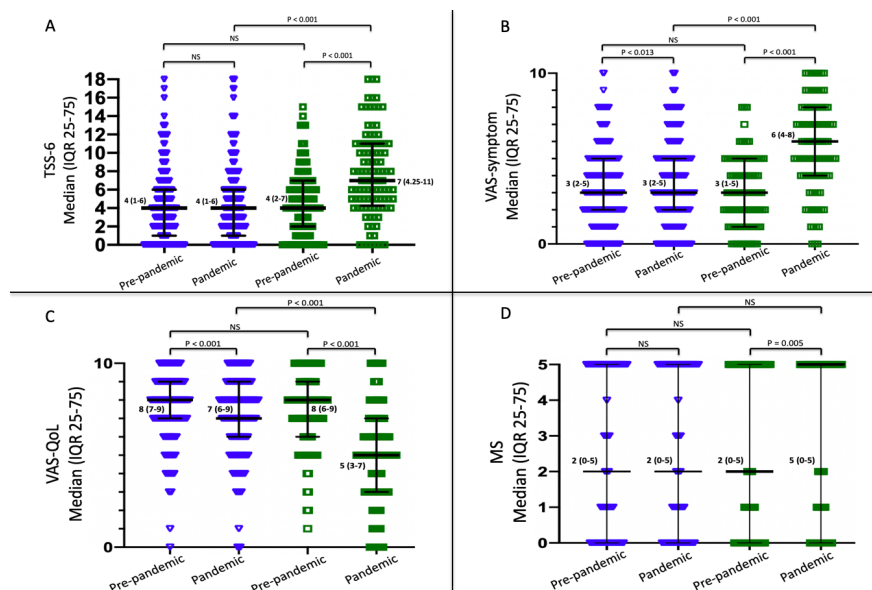 A
P < 0.001
NS
NS
P < 0.001
TSS-6
Median (IQR 25-75)
18
16
14
12
10
8
6
4
2
0
4 (1-6)
4 (1-6)
4 (2-7)
7 (4.25-11)
Pre-pandemic
Pandemic
Pre-pandemic
Pandemic
B
P < 0.001
NS
P < 0.013
P < 0.001
VAS-symptom
Median (IQR 25-75)
10
5
0
3 (2-5)
3 (2-5)
3 (1-5)
6 (4-8)
Pre-pandemic
Pandemic
Pre-pandemic
Pandemic
C
P < 0.001
NS
P < 0.001
P < 0.001
VAS-QoL
Median (IQR 25-75)
10
5
0
8 (7-9)
7 (6-9)
8 (6-9)
5 (3-7)
Pre-pandemic
Pandemic
Pre-pandemic
Pandemic
D
NS
NS
NS
P = 0.005
MS
Median (IQR 25-75)
5
4
3
2
1
0
2 (0-5)
2 (0-5)
2 (0-5)
5 (0-5)
Pre-pandemic
Pandemic
Pre-pandemic
Pandemic